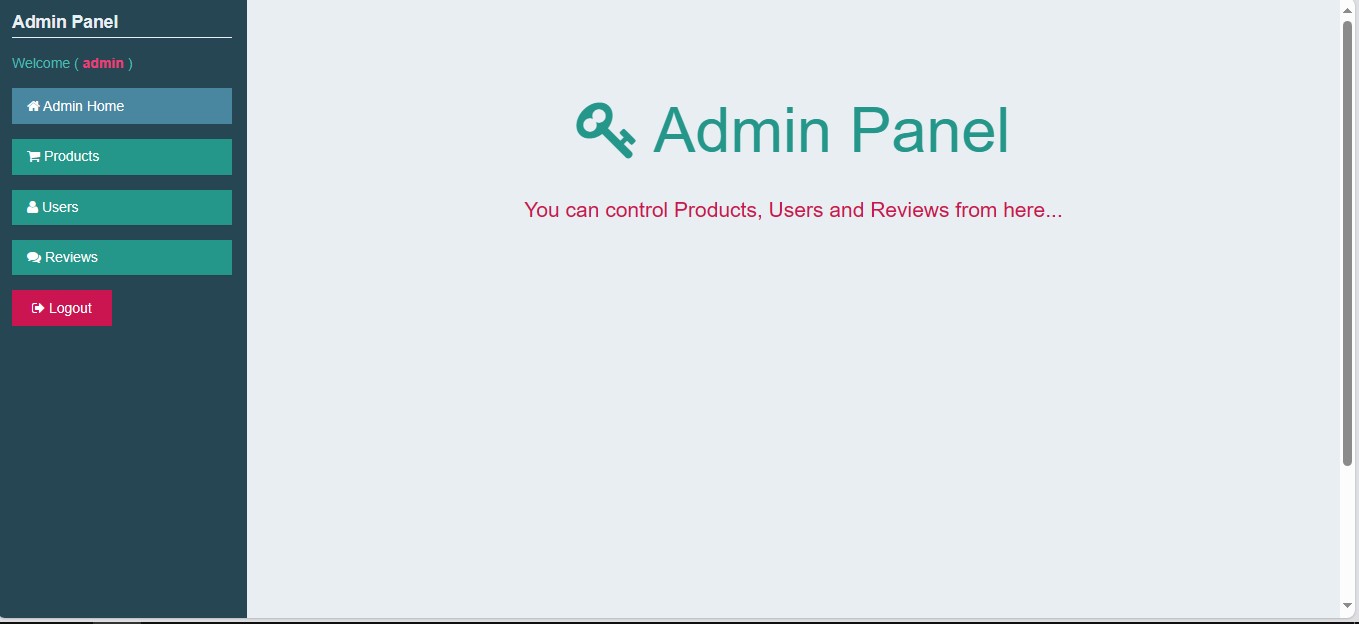 Admin Panel
Welcome ( admin )
Admin Home
Products
Users
Reviews
Logout
Admin Panel
You can control Products, Users and Reviews from here...